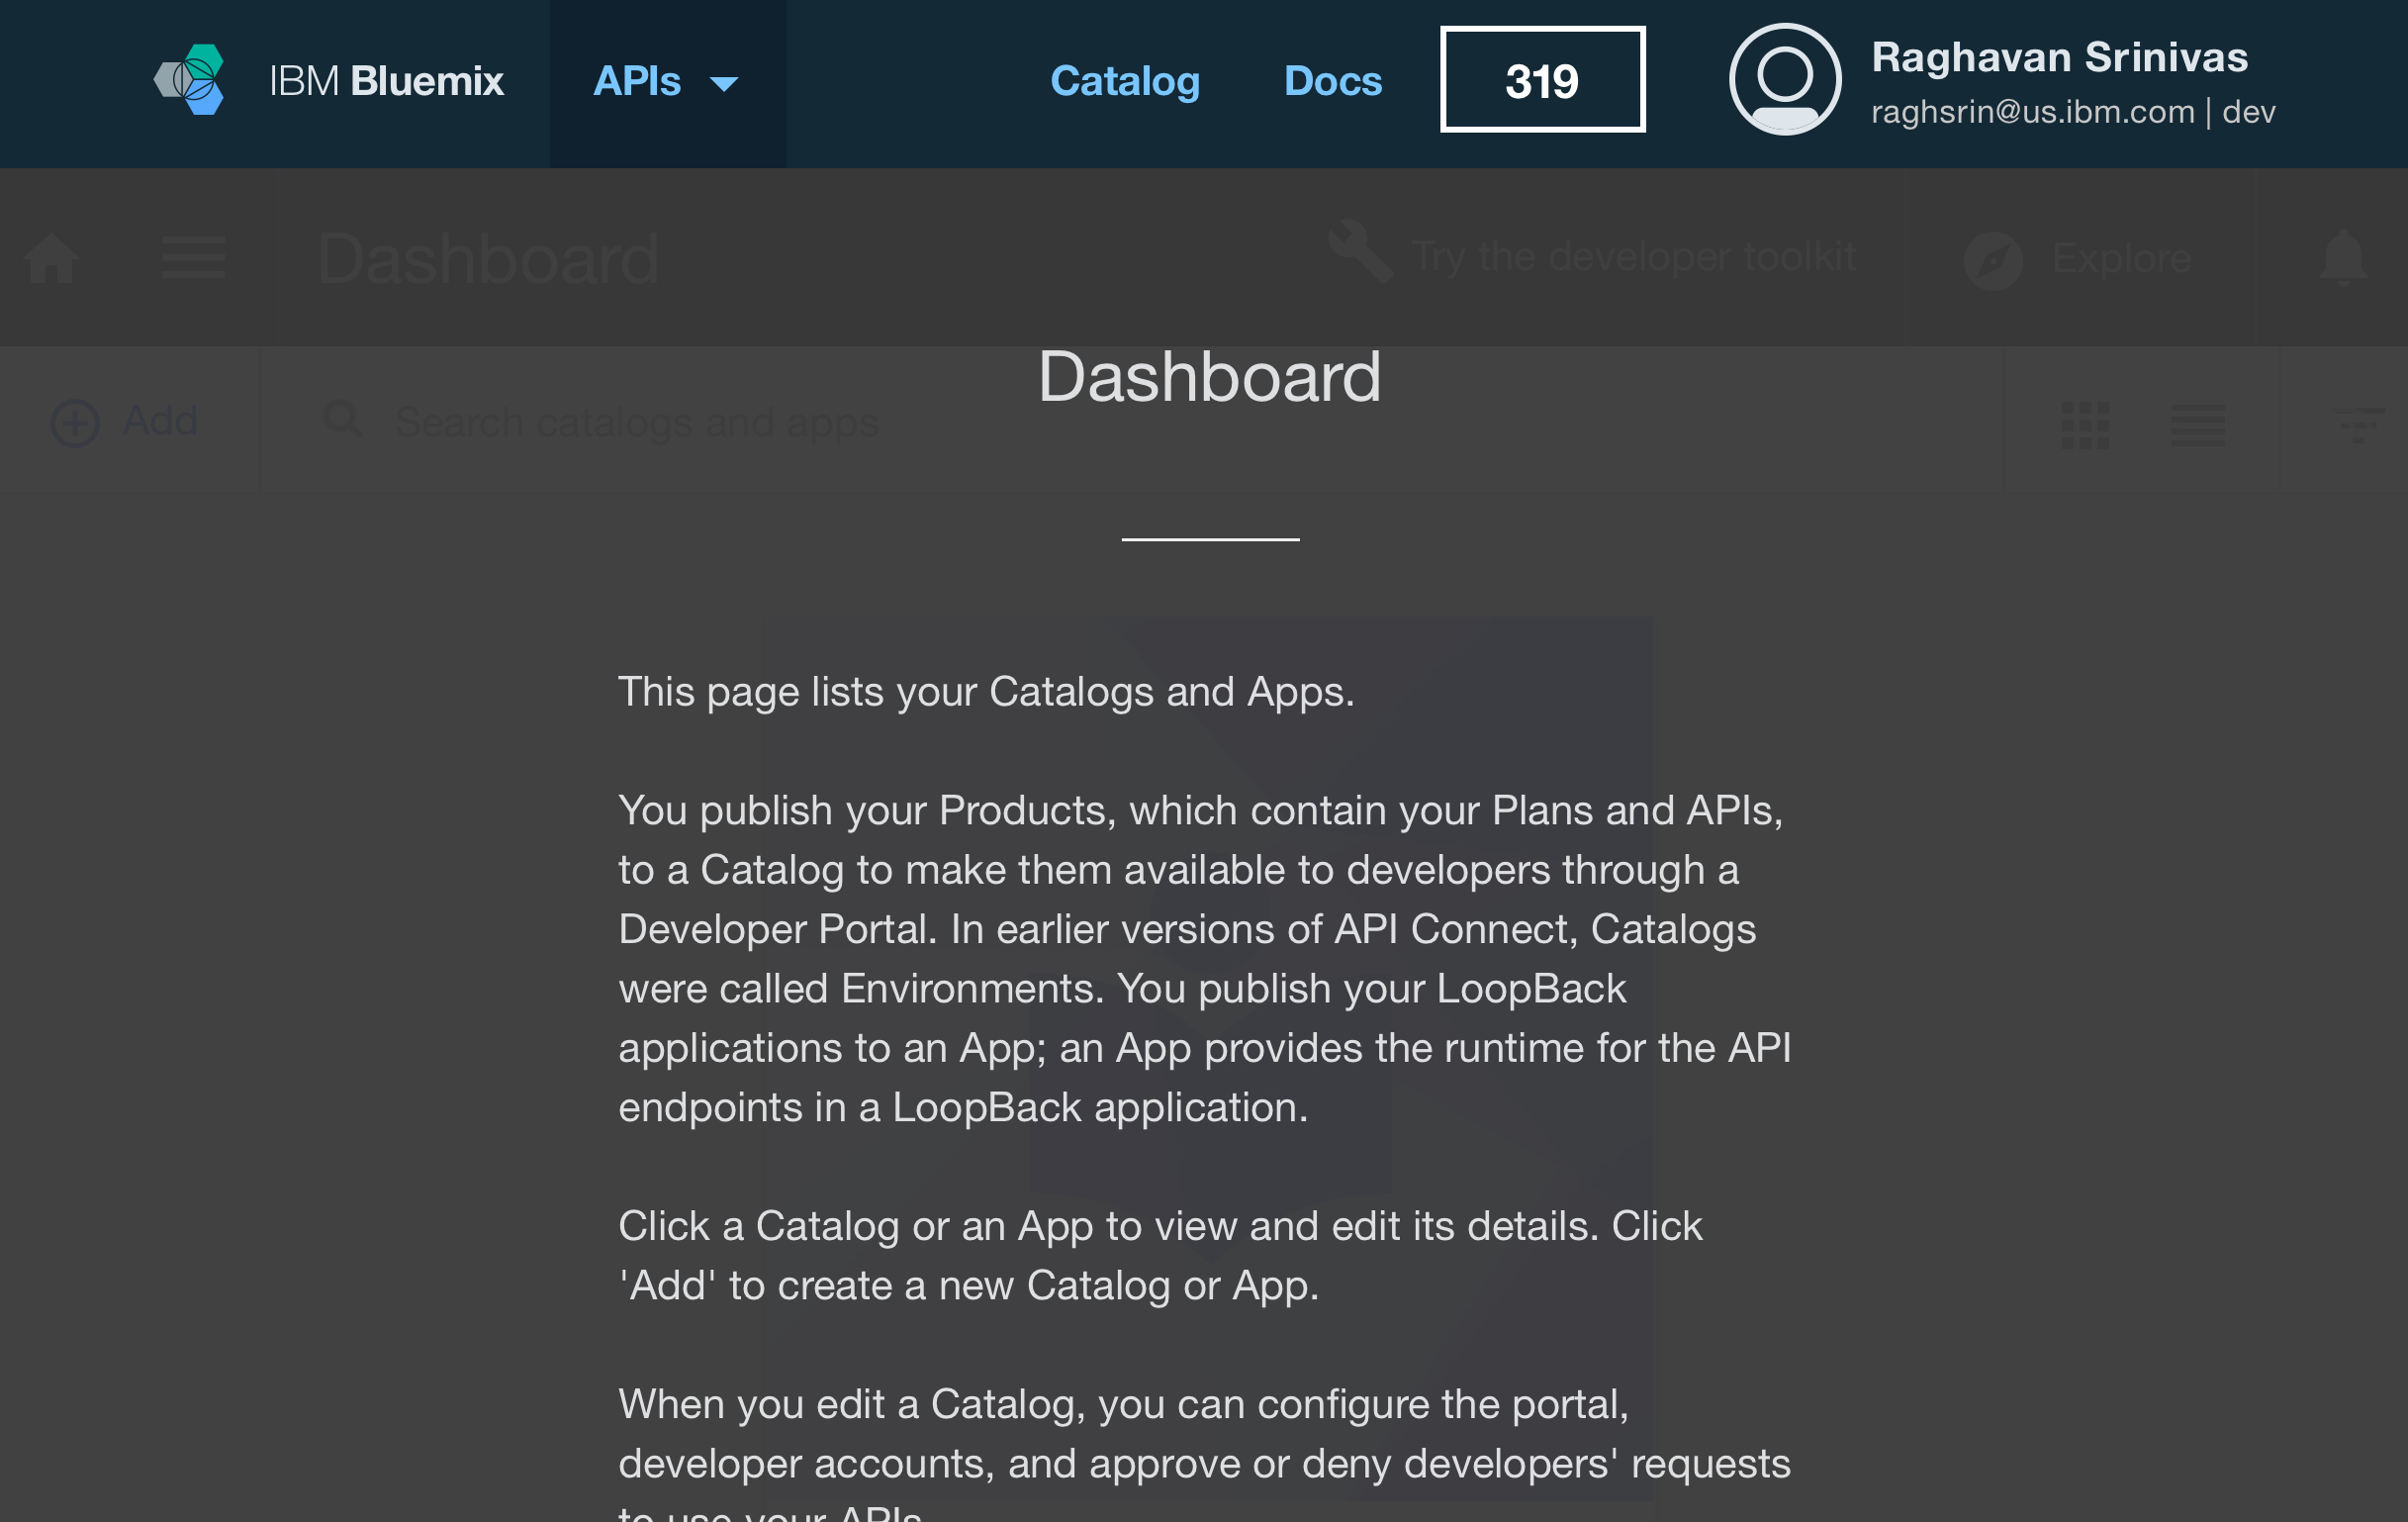 IBM Bluemix
APIs
Catalog
Docs
319
Raghavan Srinivas
raghsrin@us.ibm.com | dev
Dashboard
Try the developer toolkit
Explore
Add
Search catalogs and apps
Dashboard
This page lists your Catalogs and Apps.
You publish your Products, which contain your Plans and APIs,
to a Catalog to make them available to developers through a
Developer Portal. In earlier versions of API Connect, Catalogs
were called Environments. You publish your LoopBack
applications to an App; an App provides the runtime for the API
endpoints in a LoopBack application.
Click a Catalog or an App to view and edit its details. Click
'Add' to create a new Catalog or App.
When you edit a Catalog, you can configure the portal,
developer accounts, and approve or deny developers' requests
to use your APIs